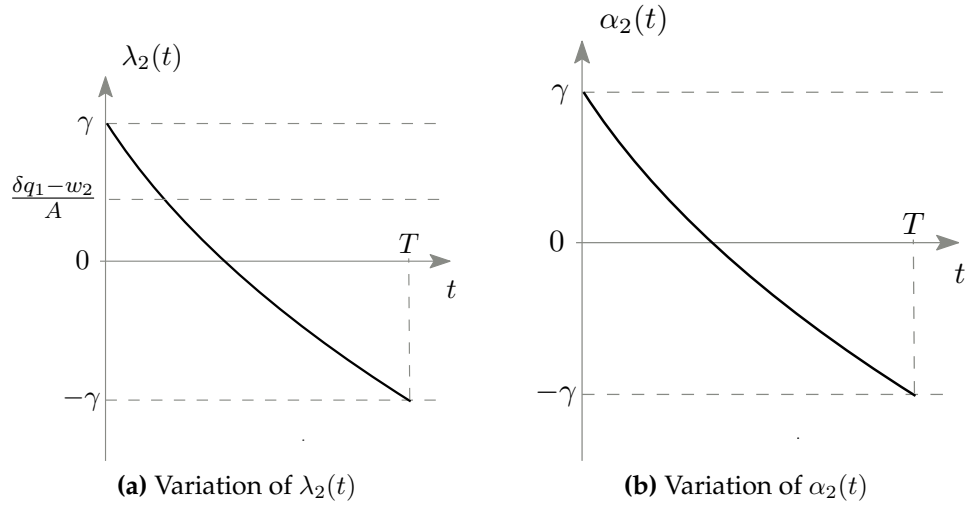 λ₂(t)
γ
δq₁−w₂
A
0
T
t
−γ
(a) Variation of λ₂(t)
α₂(t)
γ
0
T
t
−γ
(b) Variation of α₂(t)